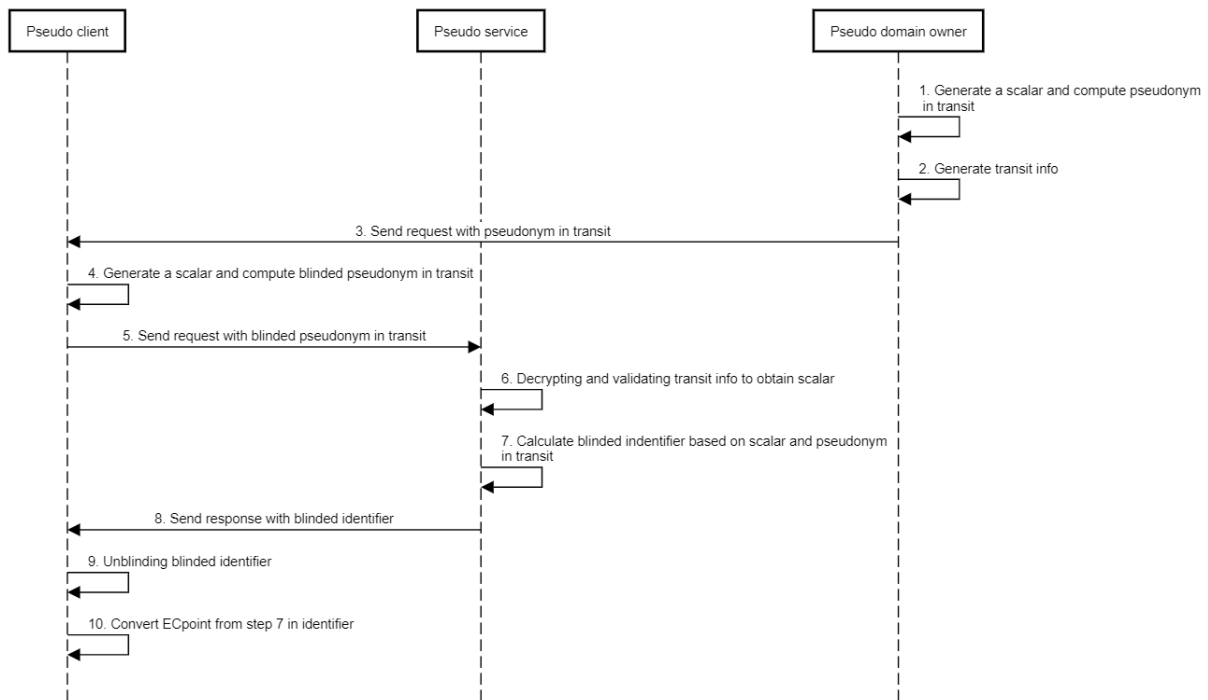 Pseudo client
Pseudo service
Pseudo domain owner
1. Generate a scalar and compute pseudonym
in transit
2. Generate transit info
3. Send request with pseudonym in transit
4. Generate a scalar and compute blinded pseudonym in transit
5. Send request with blinded pseudonym in transit
6. Decrypting and validating transit info to obtain scalar
7. Calculate blinded indentifier based on scalar and pseudonym
in transit
8. Send response with blinded identifier
9. Unblinding blinded identifier
10. Convert ECpoint from step 7 in identifier